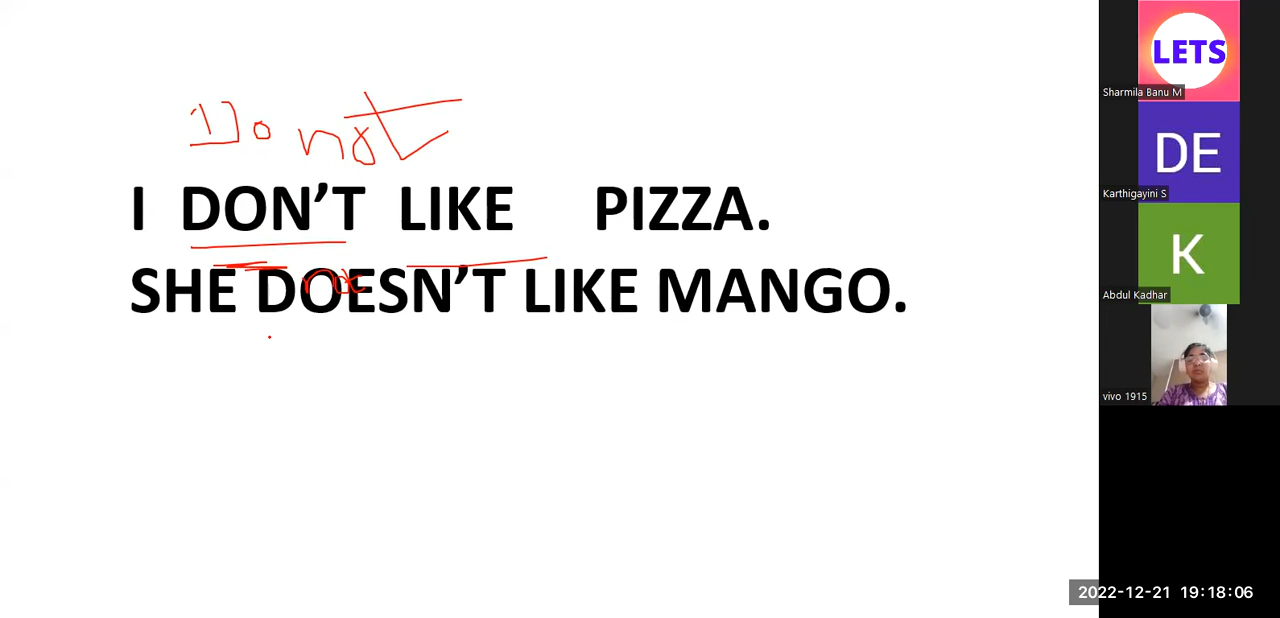 Do not
I DON'T LIKE PIZZA.
not
SHE DOESN'T LIKE MANGO.
LETS
Sharmila Banu M
DE
Karthigayini S
K
Abdul Kadhar
vivo 1915
2022-12-21 19:18:06